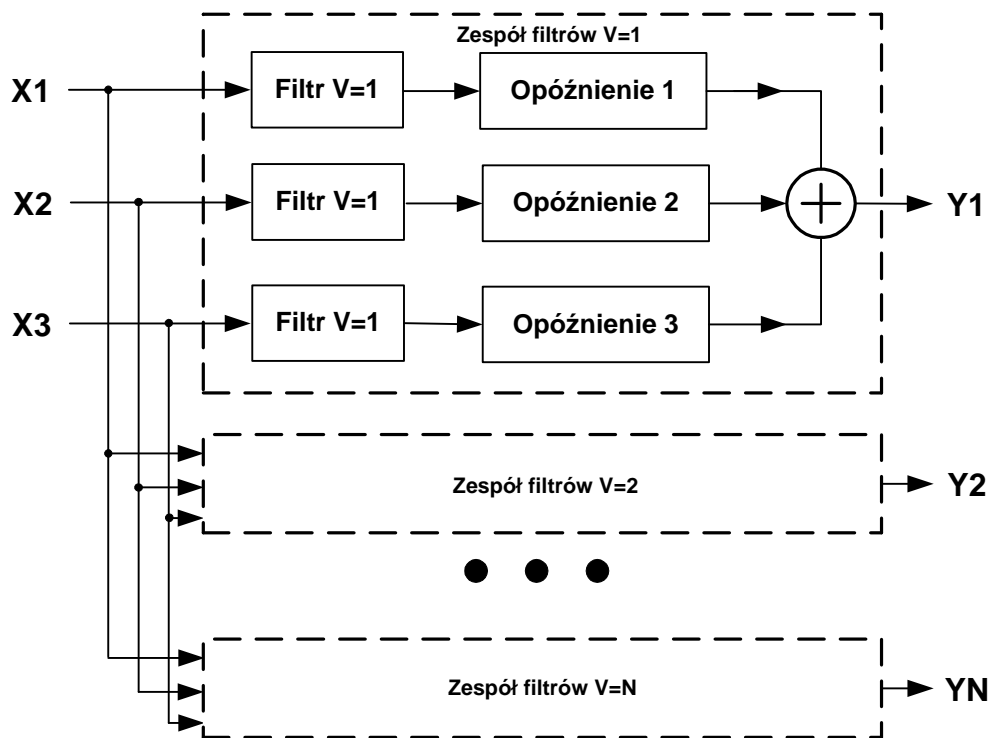 Zespół filtrów V=1
X1
Filtr V=1
Opóźnienie 1
X2
Filtr V=1
Opóźnienie 2
Y1
X3
Filtr V=1
Opóźnienie 3
Zespół filtrów V=2
Y2
Zespół filtrów V=N
YN